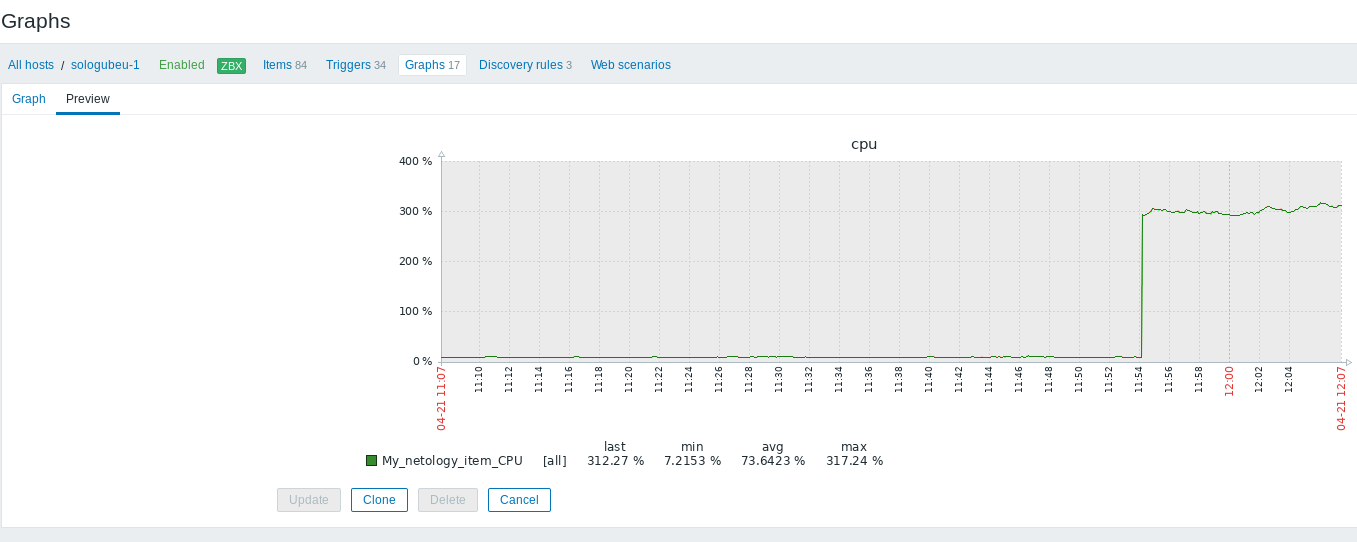 Graphs
All hosts / sologubeu-1 Enabled ZBX Items 84 Triggers 34 Graphs 17 Discovery rules 3 Web scenarios
Graph Preview
cpu
400 %
300 %
200 %
100 %
0 %
04-21 11:07 11:10 11:12 11:14 11:16 11:18 11:20 11:22 11:24 11:26 11:28 11:30 11:32 11:34 11:36 11:38 11:40 11:42 11:44 11:46 11:48 11:50 11:52 11:54 11:56 11:58 12:00 12:02 12:04 04-21 12:07
last min avg max
My_netology_item_CPU [all] 312.27 % 7.2153 % 73.6423 % 317.24 %
Update Clone Delete Cancel